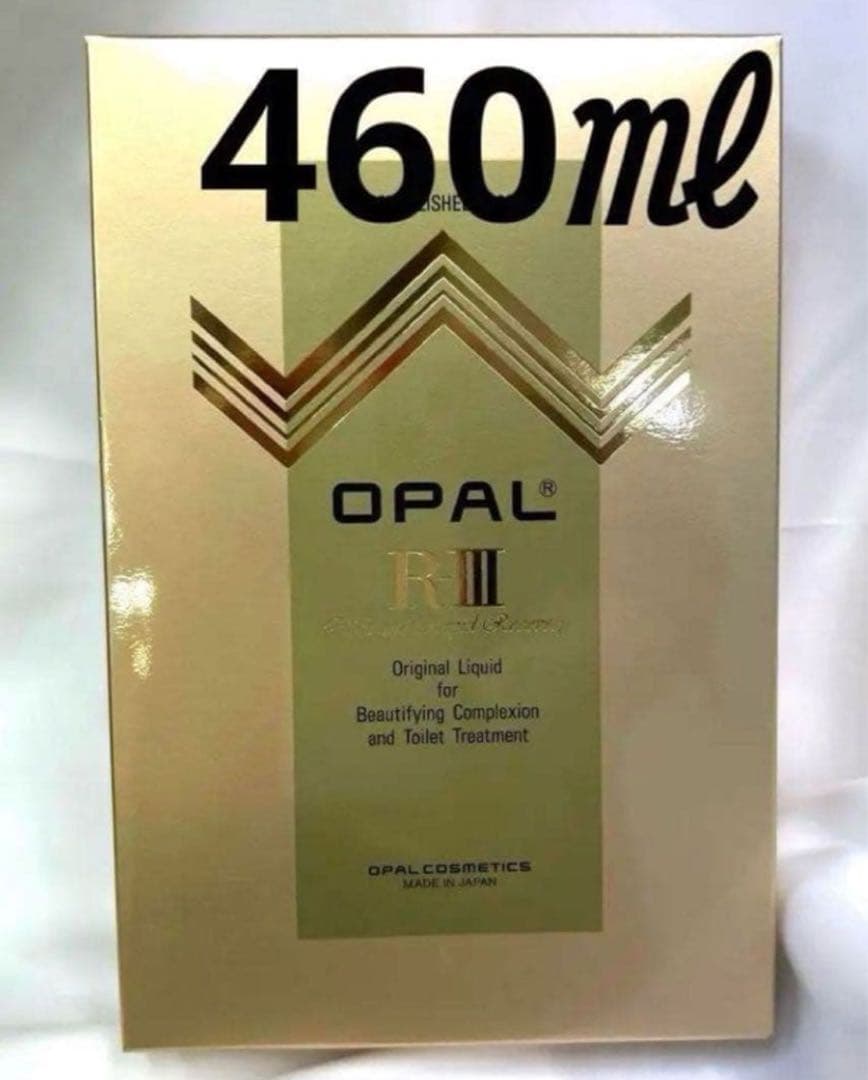 460ml
OPAL®
R-III
Original Liquid
for
Beautifying Complexion
and Toilet Treatment
OPAL COSMETICS
MADE IN JAPAN